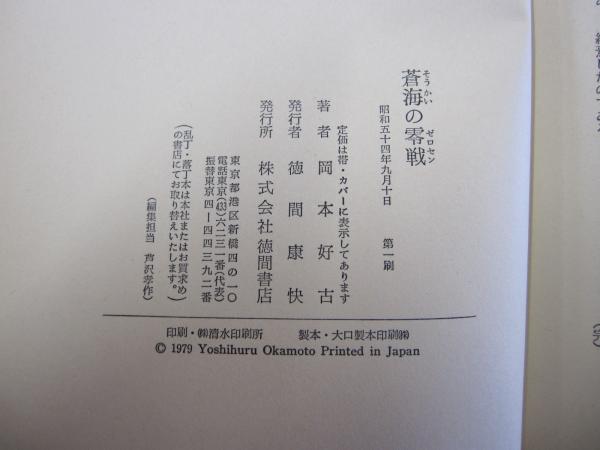 蒼海の零戦
そうかい ゼロセン
昭和五十四年九月十日 第一刷
定価は帯・カバーに表示してあります
著者 岡本好古
発行者 徳間康快
発行所 株式会社徳間書店
東京都港区新橋四の一〇
電話東京(433)六二三一番(代表)
振替東京四―四四三九二番
(乱丁・落丁本は本社またはお買求め
の書店にてお取り替えいたします。)
(編集担当 芦沢孝作)
印刷・㈱清水印刷所 製本・大口製本印刷㈱
© 1979 Yoshihuru Okamoto Printed in Japan